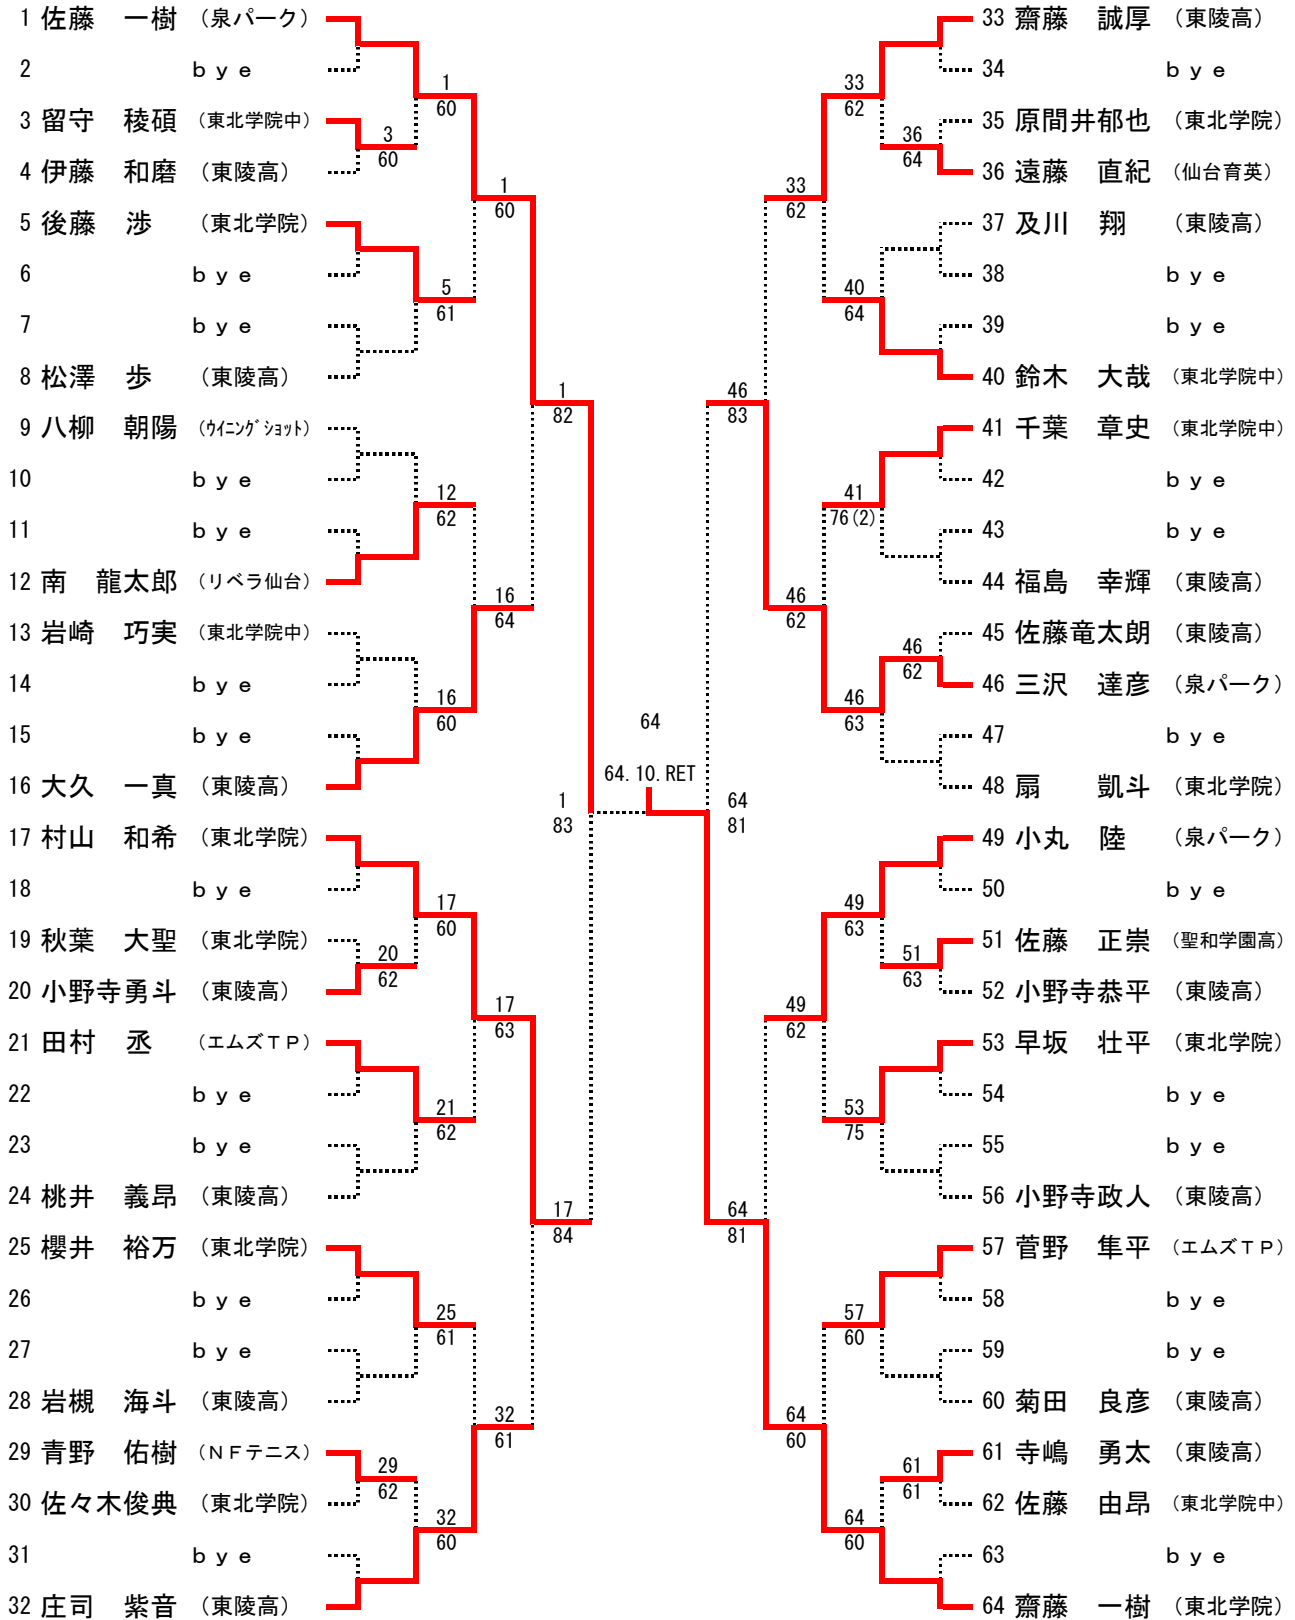 1 佐藤　一樹 （泉パーク）
2 ｂｙｅ
3 留守　稜碩 （東北学院中）
4 伊藤　和磨 （東陵高）
5 後藤　渉 （東北学院）
6 ｂｙｅ
7 ｂｙｅ
8 松澤　歩 （東陵高）
9 八柳　朝陽 （ｳｲﾆﾝｸﾞｼｮｯﾄ）
10 ｂｙｅ
11 ｂｙｅ
12 南　龍太郎 （リベラ仙台）
13 岩崎　巧実 （東北学院中）
14 ｂｙｅ
15 ｂｙｅ
16 大久　一真 （東陵高）
17 村山　和希 （東北学院）
18 ｂｙｅ
19 秋葉　大聖 （東北学院）
20 小野寺勇斗 （東陵高）
21 田村　丞 （エムズＴＰ）
22 ｂｙｅ
23 ｂｙｅ
24 桃井　義昂 （東陵高）
25 櫻井　裕万 （東北学院）
26 ｂｙｅ
27 ｂｙｅ
28 岩槻　海斗 （東陵高）
29 青野　佑樹 （ＮＦテニス）
30 佐々木俊典 （東北学院）
31 ｂｙｅ
32 庄司　紫音 （東陵高）
3
60
20
62
29
62
1
60
5
61
12
62
16
60
17
60
21
62
25
61
32
60
1
60
16
64
17
63
32
61
1
82
17
84
1
83
64
64.10.RET
64
81
46
83
64
81
33
62
46
62
49
62
64
60
33
62
40
64
41
76(2)
46
63
49
63
53
75
57
60
64
60
36
64
46
62
51
63
61
61
33 齋藤　誠厚 （東陵高）
34 ｂｙｅ
35 原間井郁也 （東北学院）
36 遠藤　直紀 （仙台育英）
37 及川　翔 （東陵高）
38 ｂｙｅ
39 ｂｙｅ
40 鈴木　大哉 （東北学院中）
41 千葉　章史 （東北学院中）
42 ｂｙｅ
43 ｂｙｅ
44 福島　幸輝 （東陵高）
45 佐藤竜太朗 （東陵高）
46 三沢　達彦 （泉パーク）
47 ｂｙｅ
48 扇　凱斗 （東北学院）
49 小丸　陸 （泉パーク）
50 ｂｙｅ
51 佐藤　正崇 （聖和学園高）
52 小野寺恭平 （東陵高）
53 早坂　壮平 （東北学院）
54 ｂｙｅ
55 ｂｙｅ
56 小野寺政人 （東陵高）
57 菅野　隼平 （エムズＴＰ）
58 ｂｙｅ
59 ｂｙｅ
60 菊田　良彦 （東陵高）
61 寺嶋　勇太 （東陵高）
62 佐藤　由昂 （東北学院中）
63 ｂｙｅ
64 齋藤　一樹 （東北学院）